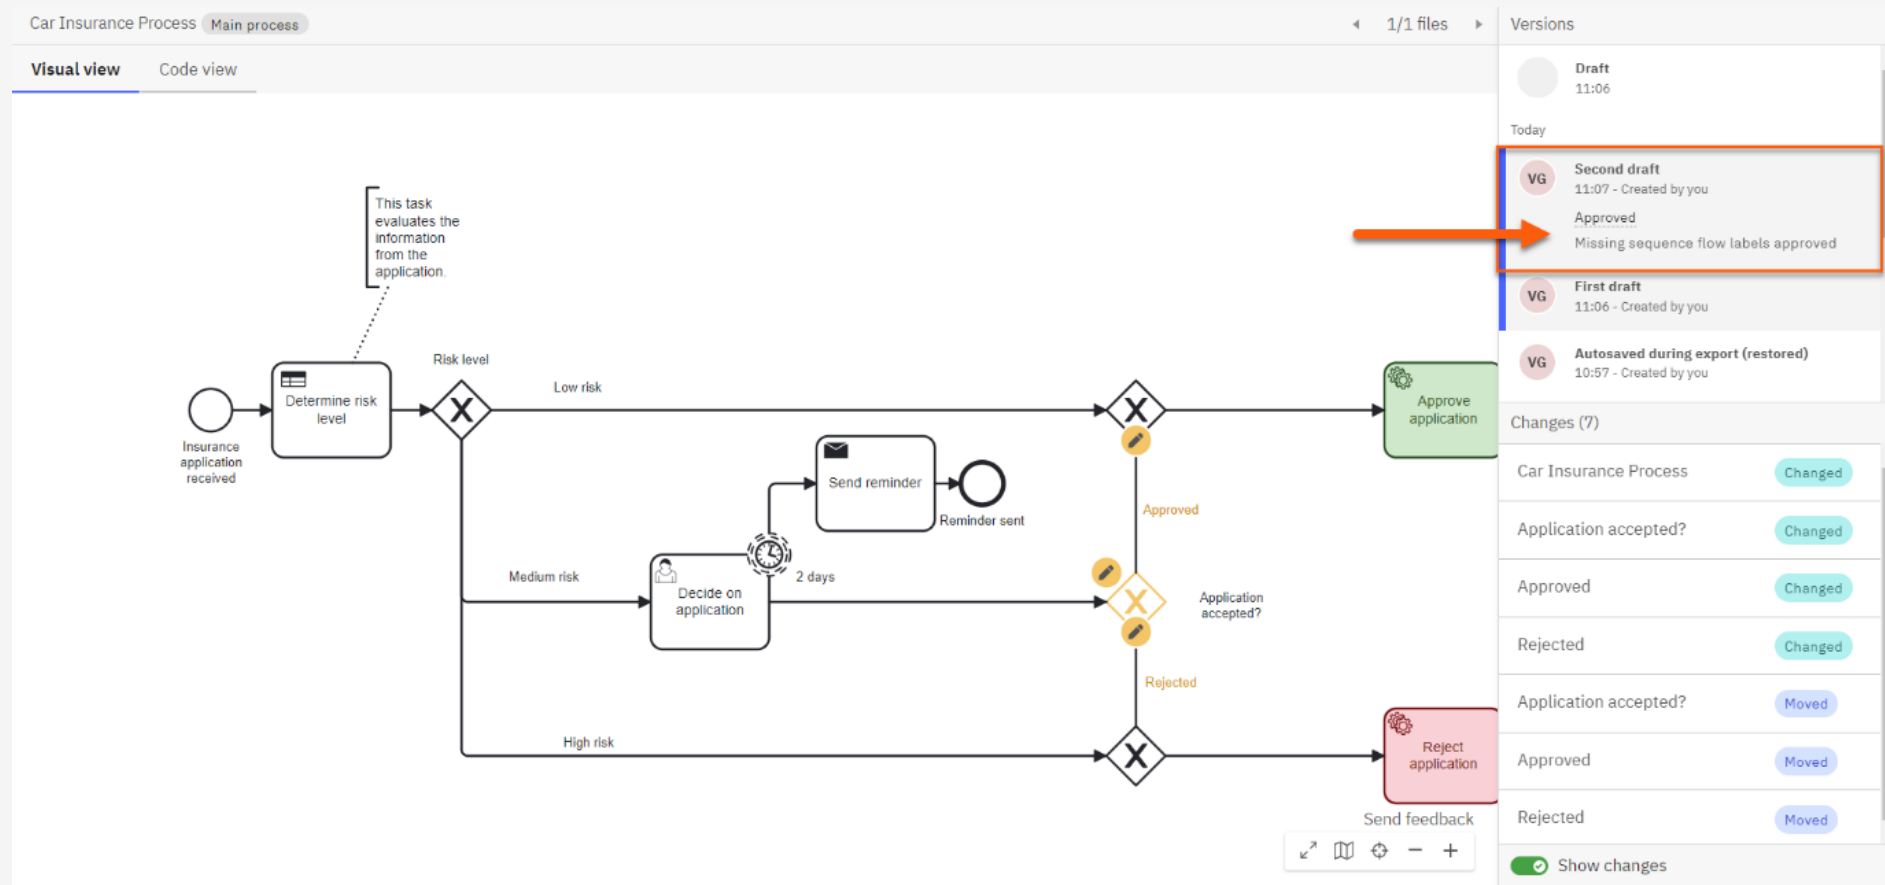 Car Insurance Process Main process
1/1 files
Visual view
Code view
This task
evaluates the
information
from the
application.
Risk level
Low risk
Determine risk
level
Insurance
application
received
Approve
application
Send reminder
Reminder sent
Approved
2 days
Medium risk
Decide on
application
Application
accepted?
Rejected
High risk
Reject
application
Send feedback
Versions
Draft
11:06
Today
VG
Second draft
11:07 - Created by you
Approved
Missing sequence flow labels approved
VG
First draft
11:06 - Created by you
VG
Autosaved during export (restored)
10:57 - Created by you
Changes (7)
Car Insurance Process Changed
Application accepted? Changed
Approved Changed
Rejected Changed
Application accepted? Moved
Approved Moved
Rejected Moved
Show changes